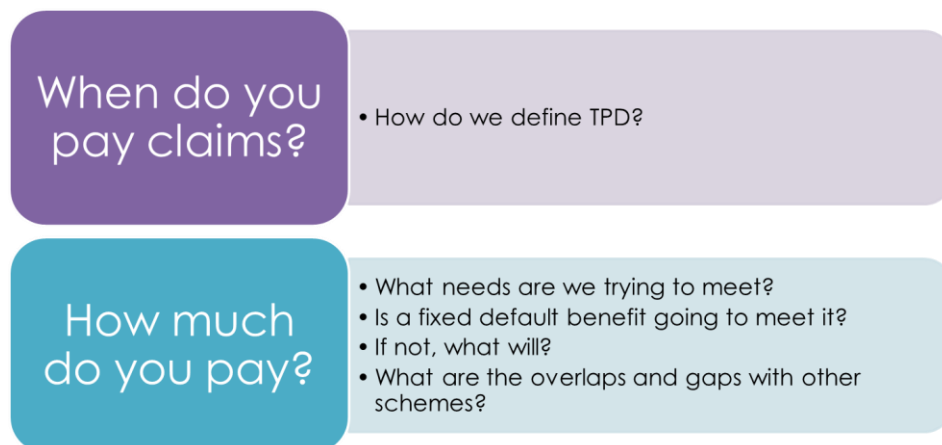 When do you
pay claims?
• How do we define TPD?
How much
do you pay?
• What needs are we trying to meet?
• Is a fixed default benefit going to meet it?
• If not, what will?
• What are the overlaps and gaps with other
schemes?